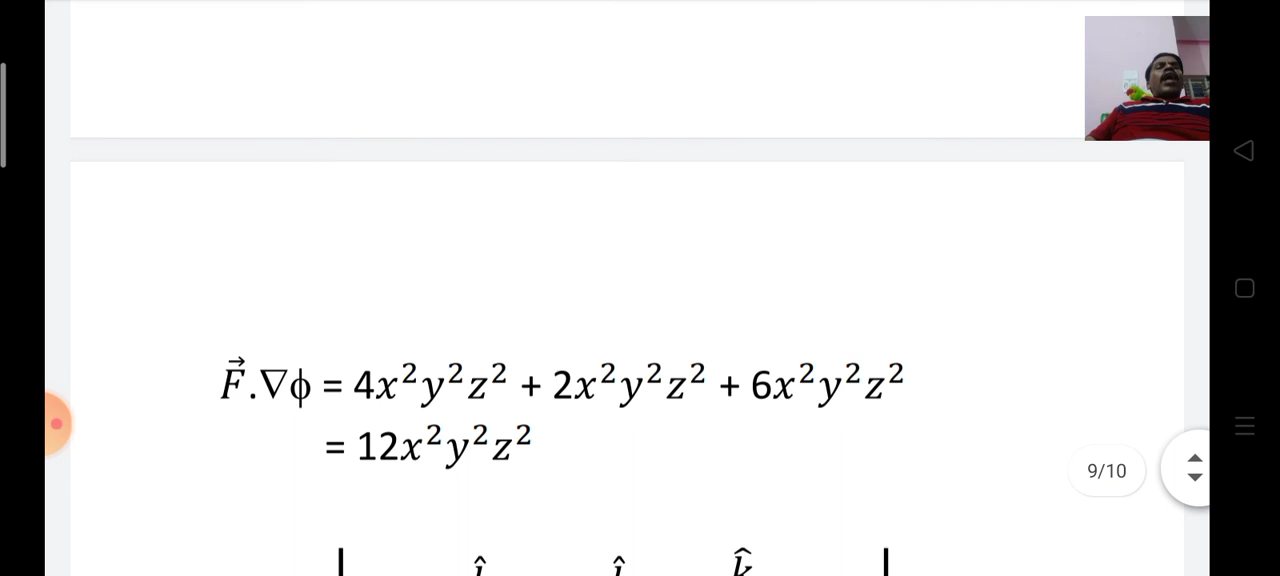 F⃗.∇ϕ = 4x²y²z² + 2x²y²z² + 6x²y²z²
= 12x²y²z²
9/10
| î ĵ k̂ |